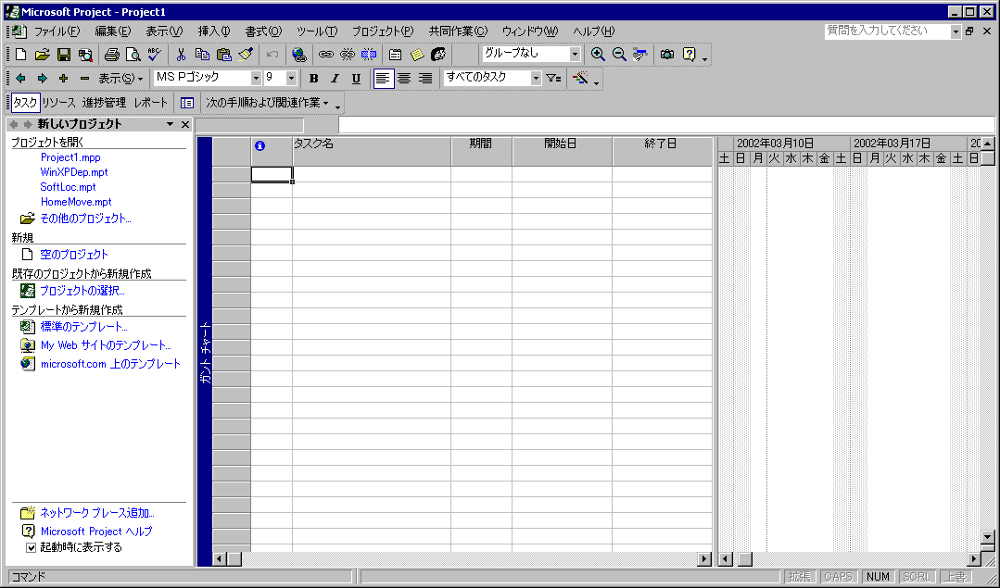 Microsoft Project - Project1
ファイル(F) 編集(E) 表示(V) 挿入(I) 書式(O) ツール(T) プロジェクト(P) 共同作業(C) ウィンドウ(W) ヘルプ(H) 質問を入力してください
グループなし
表示(S) MS Pゴシック 9 B I U すべてのタスク
タスク リソース 進捗管理 レポート 次の手順および関連作業
新しいプロジェクト
プロジェクトを開く
Project1.mpp
WinXPDep.mpt
SoftLoc.mpt
HomeMove.mpt
その他のプロジェクト...
新規
空のプロジェクト
既存のプロジェクトから新規作成
プロジェクトの選択...
テンプレートから新規作成
標準のテンプレート...
My Web サイトのテンプレート...
microsoft.com 上のテンプレート
ネットワーク プレース追加...
Microsoft Project ヘルプ
起動時に表示する
ガント チャート
タスク名 期間 開始日 終了日
2002年03月10日 2002年03月17日 20
土 日 月 火 水 木 金 土 日 月 火 水 木 金 土 日
コマンド
拡張 CAPS NUM SCRL 上書